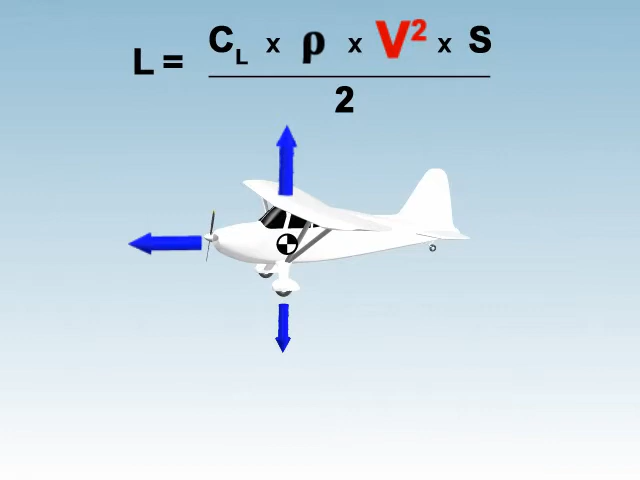 L = C_L x ρ x V² x S
2